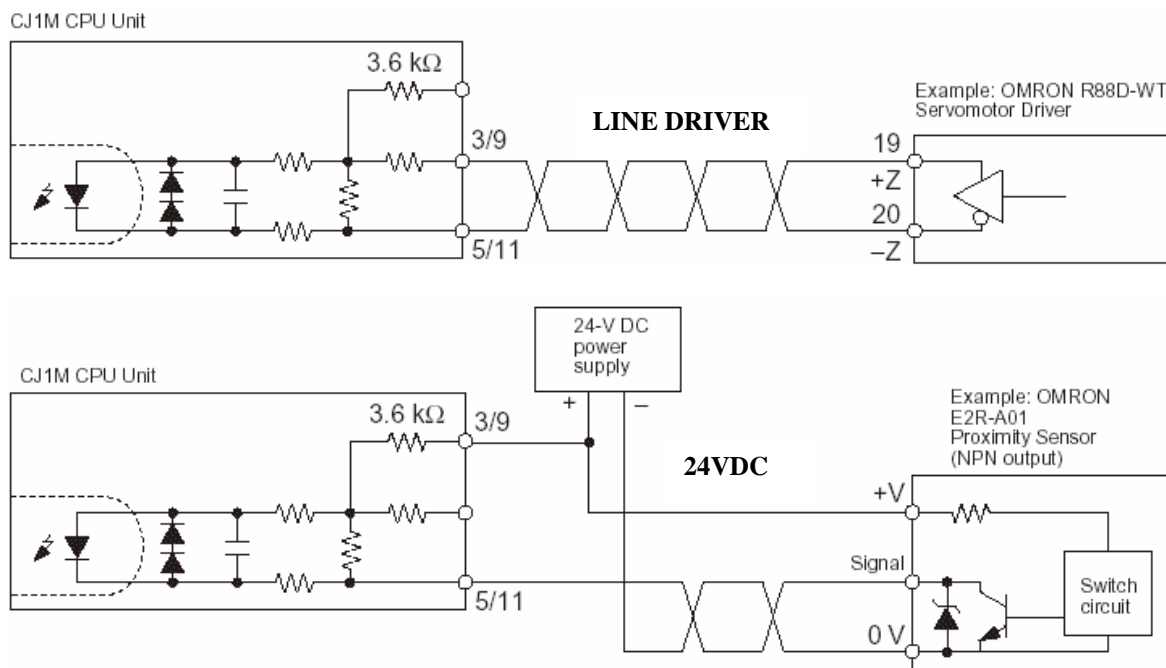 CJ1M CPU Unit
3.6 kΩ
3/9
5/11
LINE DRIVER
Example: OMRON R88D-WT
Servomotor Driver
19
+Z
20
–Z
24-V DC
power
supply
+
–
CJ1M CPU Unit
3.6 kΩ
3/9
5/11
24VDC
Example: OMRON
E2R-A01
Proximity Sensor
(NPN output)
+V
Signal
0 V
Switch
circuit